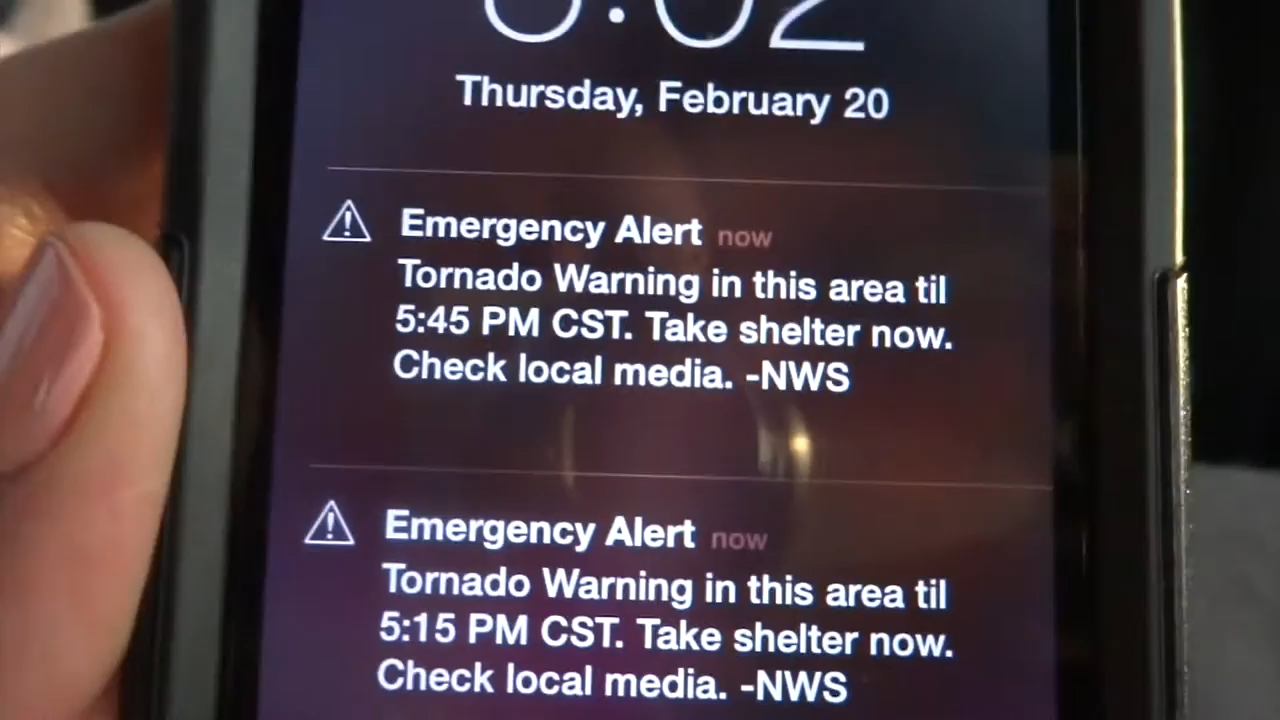 Thursday, February 20
Emergency Alert now
Tornado Warning in this area til
5:45 PM CST. Take shelter now.
Check local media. -NWS
Emergency Alert now
Tornado Warning in this area til
5:15 PM CST. Take shelter now.
Check local media. -NWS